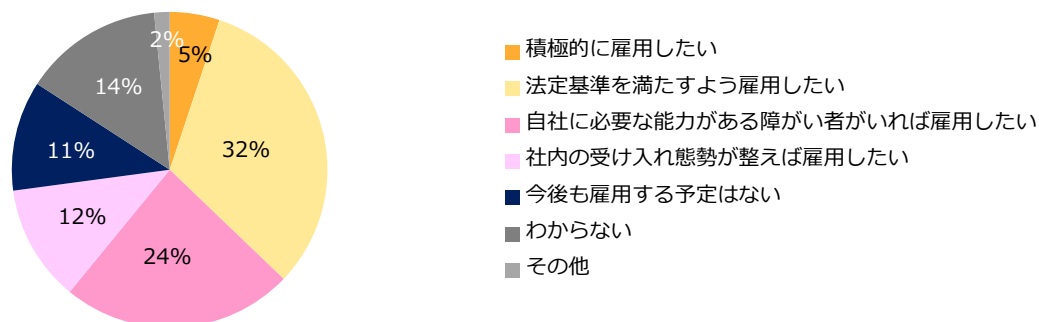 2%
5%
14%
32%
11%
12%
24%
積極的に雇用したい
法定基準を満たすよう雇用したい
自社に必要な能力がある障がい者がいれば雇用したい
社内の受け入れ態勢が整えば雇用したい
今後も雇用する予定はない
わからない
その他